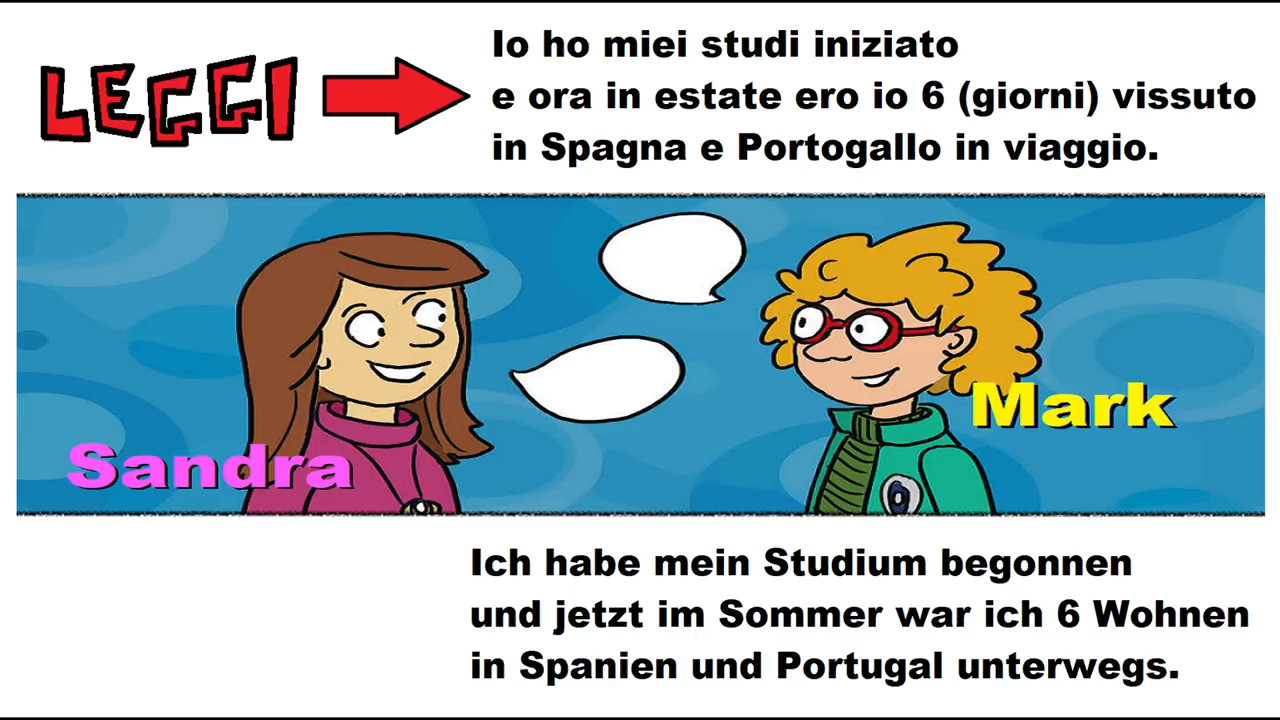 LEGGI
Io ho miei studi iniziato
e ora in estate ero io 6 (giorni) vissuto
in Spagna e Portogallo in viaggio.
Sandra
Mark
Ich habe mein Studium begonnen
und jetzt im Sommer war ich 6 Wohnen
in Spanien und Portugal unterwegs.